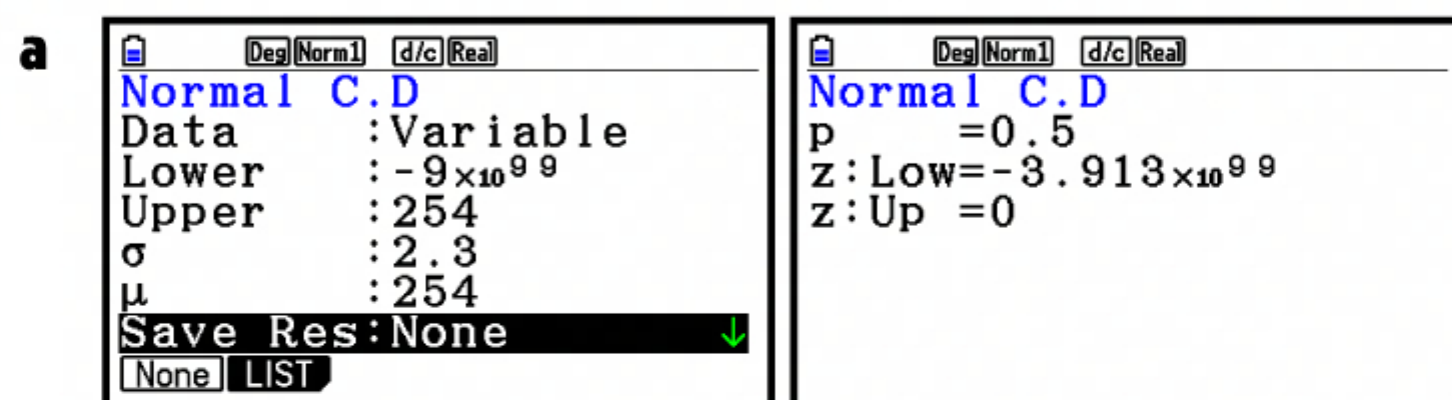 a
Deg Norm1 d/c Real
Normal C.D
Data :Variable
Lower :-9×10⁹⁹
Upper :254
σ :2.3
μ :254
Save Res:None ↓
None LIST
Deg Norm1 d/c Real
Normal C.D
p =0.5
z:Low=-3.913×10⁹⁹
z:Up =0